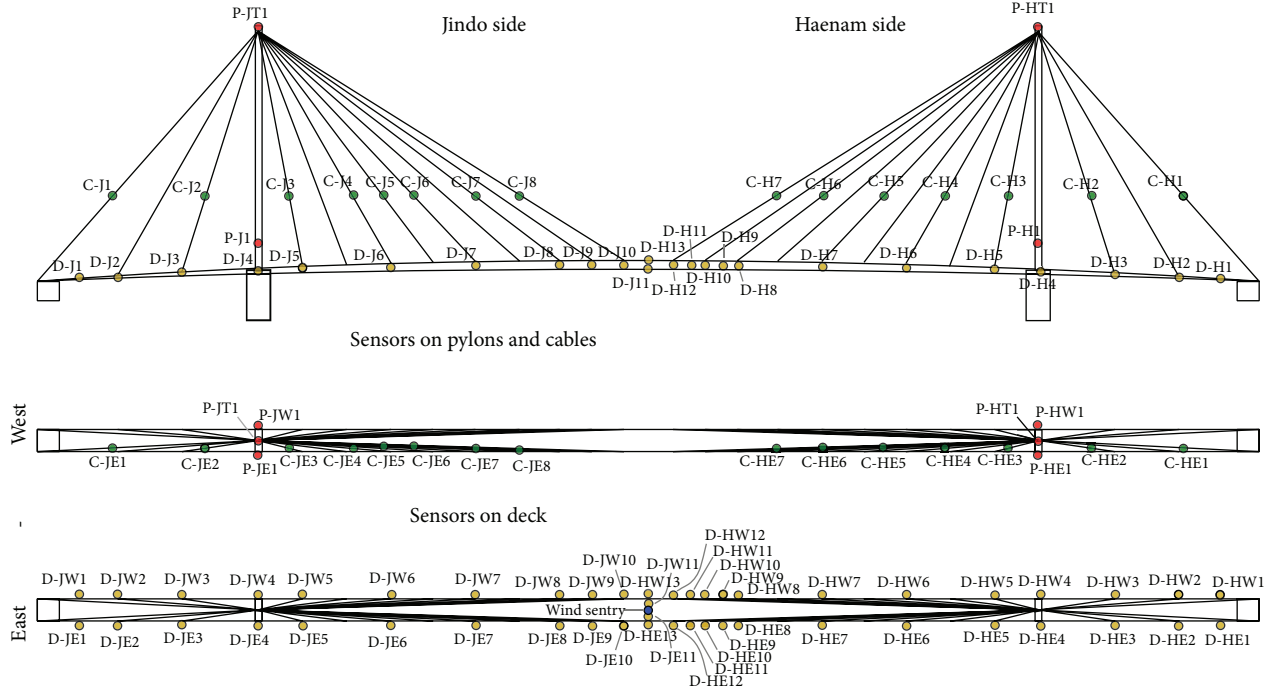 P-JT1
Jindo side
Haenam side
P-HT1
C-J1
C-J2
C-J3
C-J4
C-J5
C-J6
C-J7
C-J8
C-H7
C-H6
C-H5
C-H4
C-H3
C-H2
C-H1
P-J1
P-H1
D-J1
D-J2
D-J3
D-J4
D-J5
D-J6
D-J7
D-J8
D-J9
D-J10
D-J11
D-H13
D-H12
D-H11
D-H10
D-H9
D-H8
D-H7
D-H6
D-H5
D-H4
D-H3
D-H2
D-H1
Sensors on pylons and cables
West
P-JT1
P-JW1
P-HT1
P-HW1
C-JE1
C-JE2
P-JE1
C-JE3
C-JE4
C-JE5
C-JE6
C-JE7
C-JE8
C-HE7
C-HE6
C-HE5
C-HE4
C-HE3
P-HE1
C-HE2
C-HE1
-
Sensors on deck
East
D-JW1
D-JW2
D-JW3
D-JW4
D-JW5
D-JW6
D-JW7
D-JW8
D-JW9
D-JW10
D-HW13
D-JW11
D-HW12
D-HW11
D-HW10
D-HW9
D-HW8
D-HW7
D-HW6
D-HW5
D-HW4
D-HW3
D-HW2
D-HW1
Wind sentry
D-JE1
D-JE2
D-JE3
D-JE4
D-JE5
D-JE6
D-JE7
D-JE8
D-JE9
D-JE10
D-HE13
D-JE11
D-HE12
D-HE11
D-HE10
D-HE9
D-HE8
D-HE7
D-HE6
D-HE5
D-HE4
D-HE3
D-HE2
D-HE1